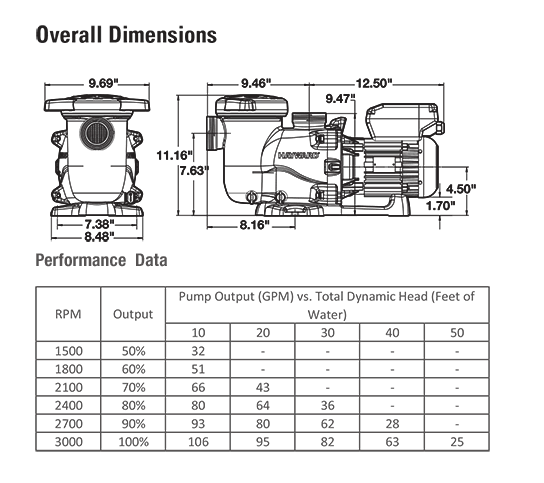 Overall Dimensions
9.69"
9.46"
12.50"
9.47"
11.16"
7.63"
HAYWARD
4.50"
1.70"
7.38"
8.48"
8.16"
Performance Data
RPM Output Pump Output (GPM) vs. Total Dynamic Head (Feet of
Water)
10 20 30 40 50
1500 50% 32 - - - -
1800 60% 51 - - - -
2100 70% 66 43 - - -
2400 80% 80 64 36 - -
2700 90% 93 80 62 28 -
3000 100% 106 95 82 63 25